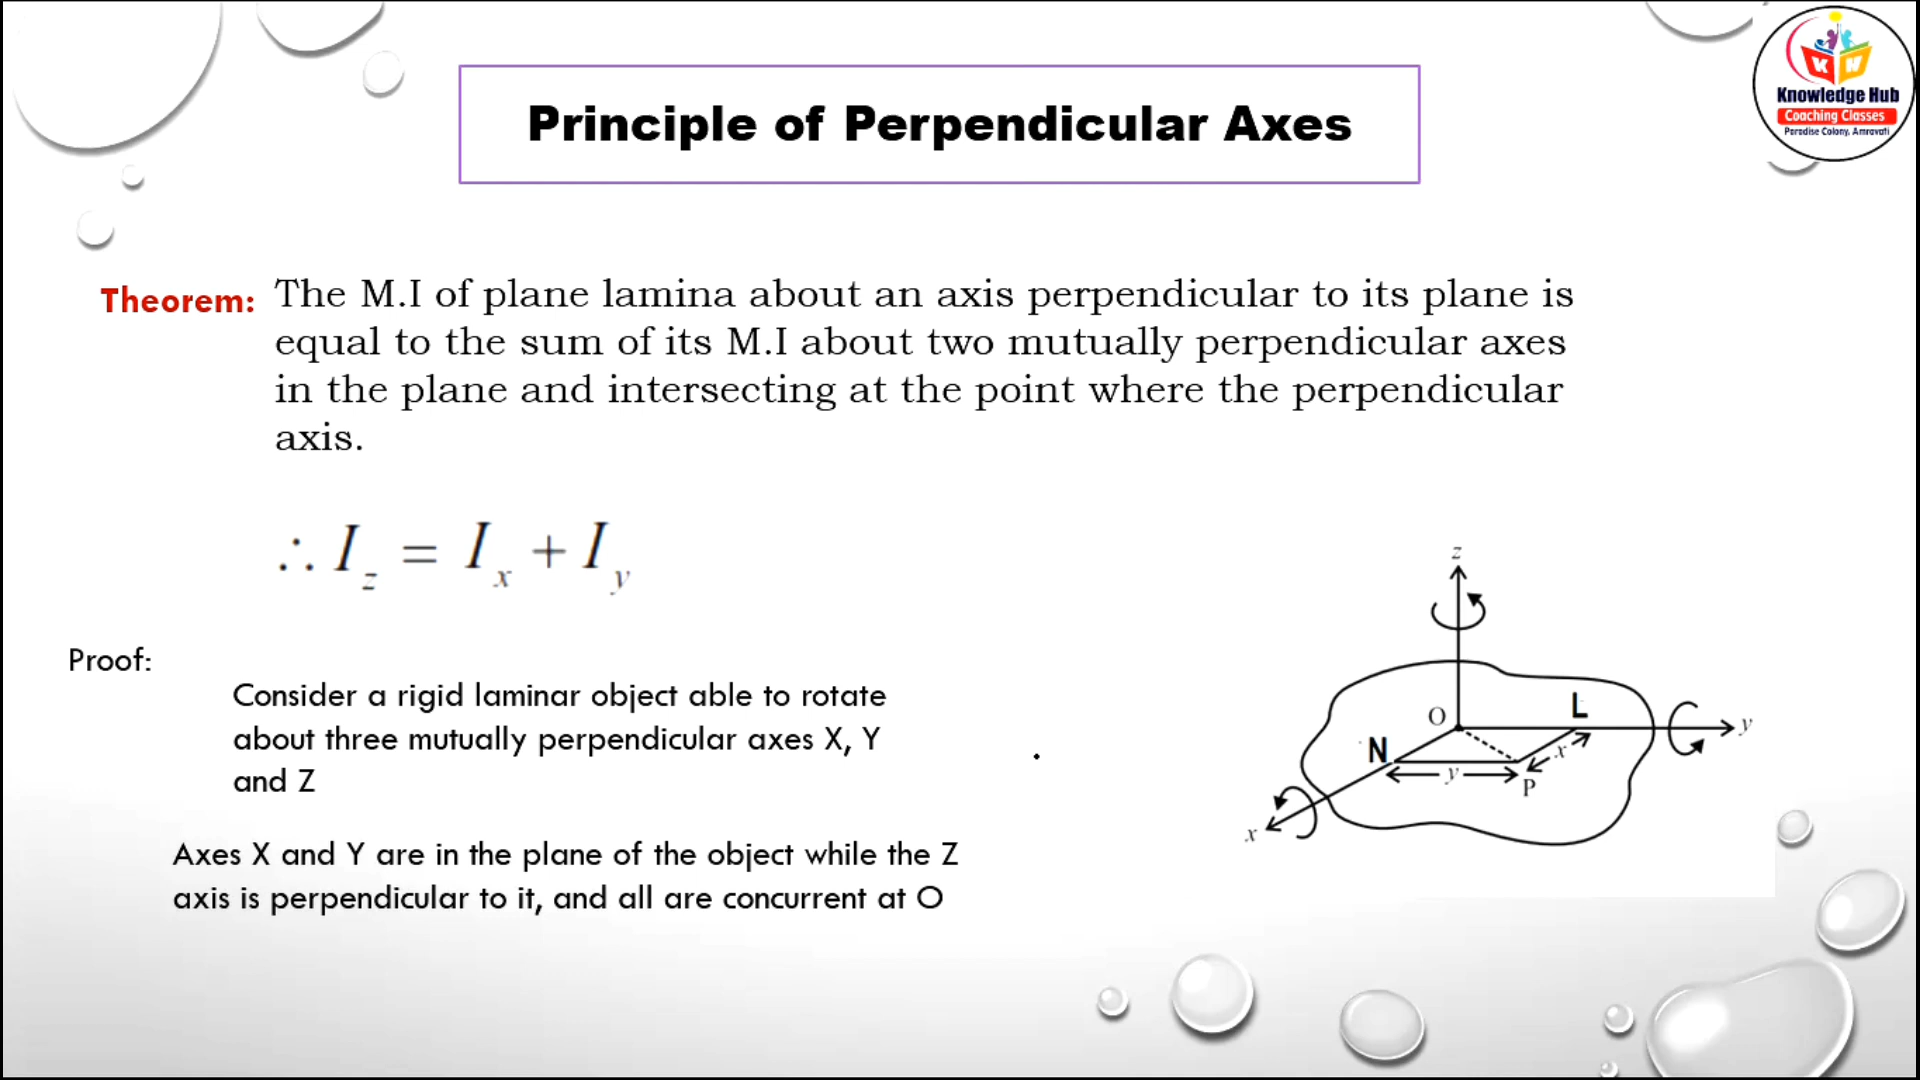 K H
Knowledge Hub
Coaching Classes
Paradise Colony, Amravati
Principle of Perpendicular Axes
Theorem: The M.I of plane lamina about an axis perpendicular to its plane is
equal to the sum of its M.I about two mutually perpendicular axes
in the plane and intersecting at the point where the perpendicular
axis.
∴ I_z = I_x + I_y
Proof:
Consider a rigid laminar object able to rotate
about three mutually perpendicular axes X, Y
and Z
Axes X and Y are in the plane of the object while the Z
axis is perpendicular to it, and all are concurrent at O
z
O
L
y
N
x
y
P
x